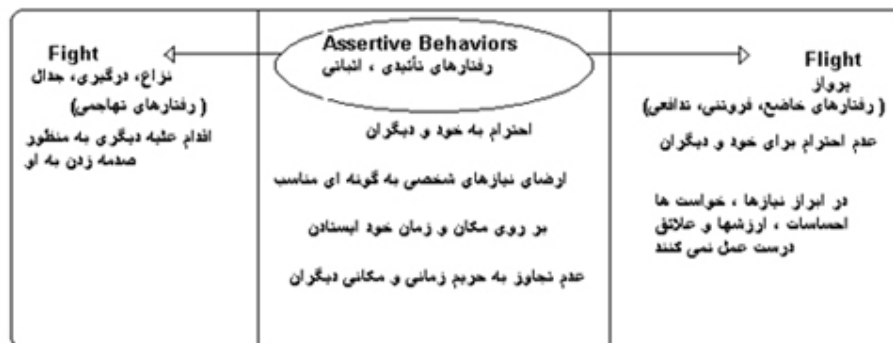 Fight
نزاع، درگیری، جدال
( رفتارهای تهاجمی)
اقدام علیه دیگری به منظور
صدمه زدن به او
Assertive Behaviors
رفتارهای تأئیدی ، اثباتی
احترام به خود و دیگران
ارضای نیازهای شخصی به گونه ای مناسب
بر روی مکان و زمان خود ایستادن
عدم تجاوز به حریم زمانی و مکانی دیگران
Flight
پرواز
( رفتارهای خاضع، فروتنی، تدافعی)
عدم احترام برای خود و دیگران
در ابراز نیازها ، خواست ها
احساسات ، ارزشها و علائق
درست عمل نمی کنند